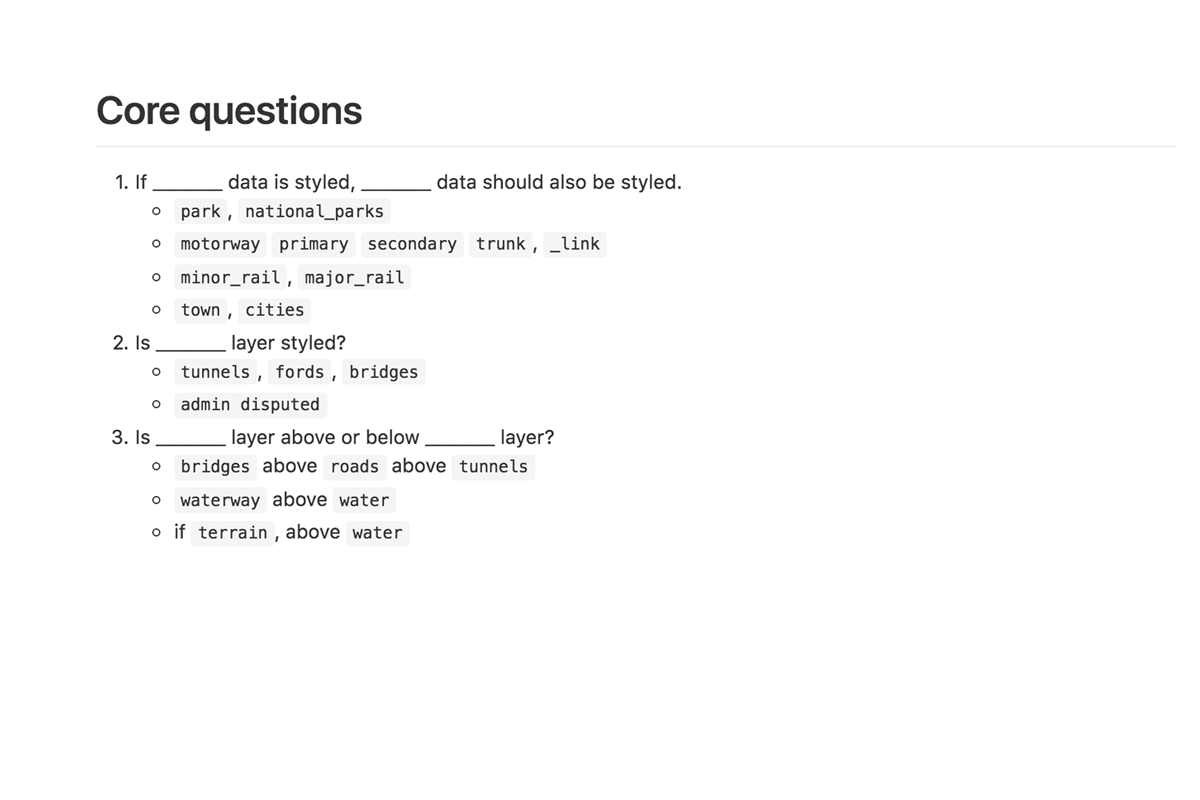 Core questions
1. If _______ data is styled, _______ data should also be styled.
park, national_parks
motorway primary secondary trunk, _link
minor_rail, major_rail
town, cities
2. Is _______ layer styled?
tunnels, fords, bridges
admin disputed
3. Is _______ layer above or below _______ layer?
bridges above roads above tunnels
waterway above water
if terrain, above water